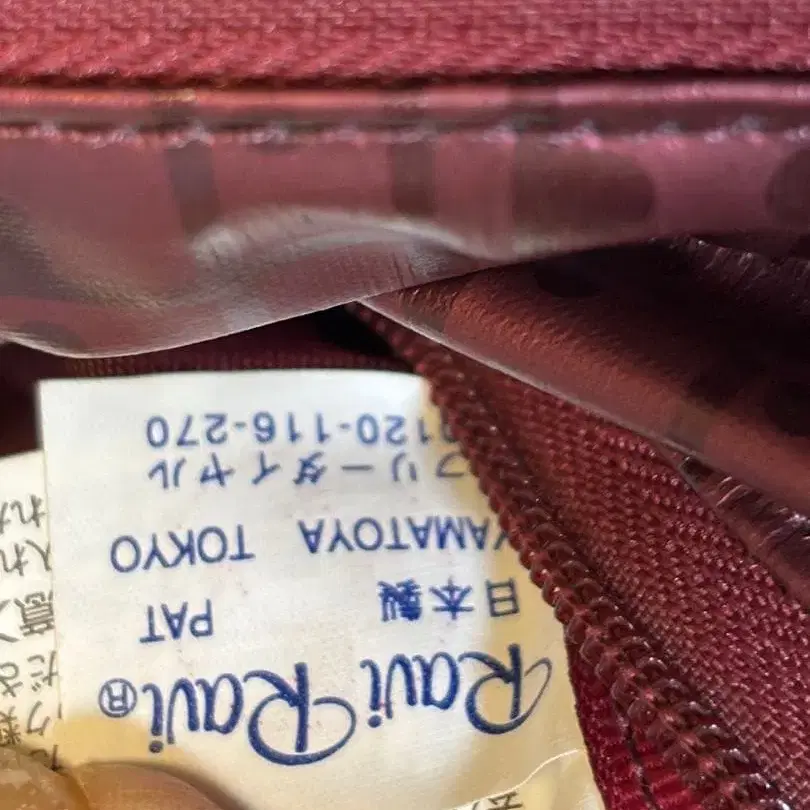 Ravi Ravi®
日本製 PAT
YAMATOYA TOKYO
フリーダイヤル
0120-116-270